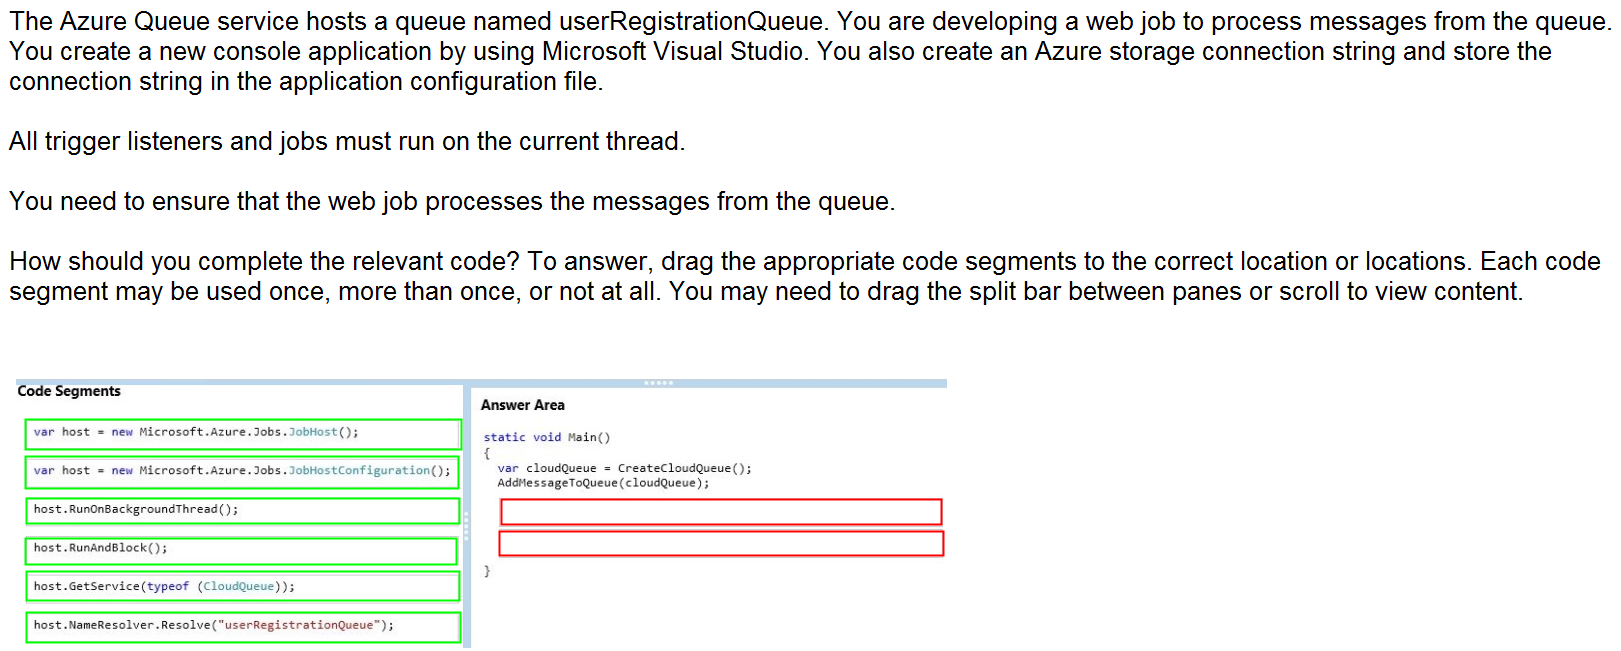 The Azure Queue service hosts a queue named userRegistrationQueue. You are developing a web job to process messages from the queue.
You create a new console application by using Microsoft Visual Studio. You also create an Azure storage connection string and store the
connection string in the application configuration file.
All trigger listeners and jobs must run on the current thread.
You need to ensure that the web job processes the messages from the queue.
How should you complete the relevant code? To answer, drag the appropriate code segments to the correct location or locations. Each code
segment may be used once, more than once, or not at all. You may need to drag the split bar between panes or scroll to view content.
Code Segments
var host = new Microsoft.Azure.Jobs.JobHost();
var host = new Microsoft.Azure.Jobs.JobHostConfiguration();
host.RunOnBackgroundThread();
host.RunAndBlock();
host.GetService(typeof (CloudQueue));
host.NameResolver.Resolve("userRegistrationQueue");
Answer Area
static void Main()
{
var cloudQueue = CreateCloudQueue();
AddMessageToQueue(cloudQueue);
}